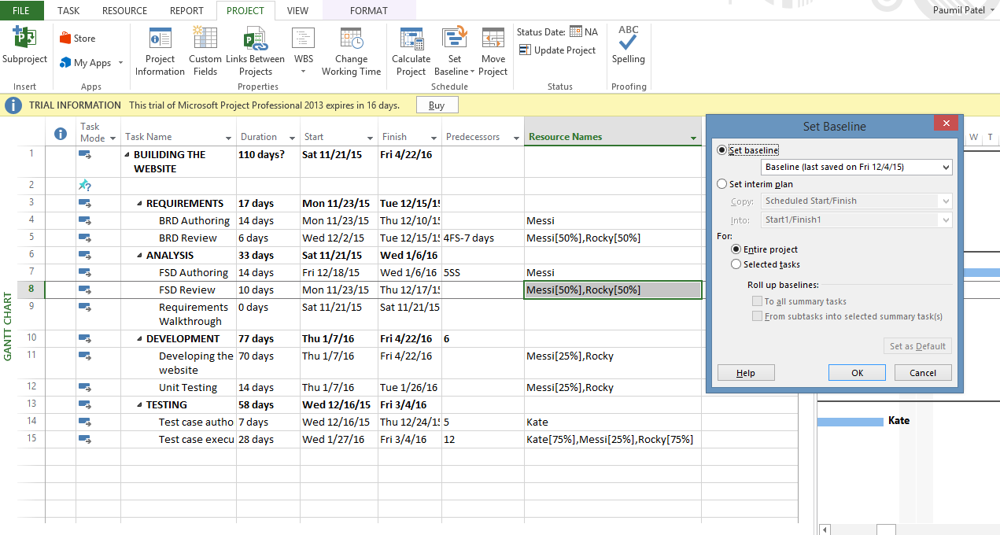 FILE TASK RESOURCE REPORT PROJECT VIEW FORMAT Paumil Patel
Subproject
Insert
Store
My Apps
Apps
Project Information
Custom Fields
Links Between Projects
WBS
Change Working Time
Properties
Calculate Project
Set Baseline
Move Project
Schedule
Status Date: NA
Update Project
Status
ABC
Spelling
Proofing
TRIAL INFORMATION This trial of Microsoft Project Professional 2013 expires in 16 days. Buy
Task Mode Task Name Duration Start Finish Predecessors Resource Names
1 BUILIDING THE WEBSITE 110 days? Sat 11/21/15 Fri 4/22/16
2
3 REQUIREMENTS 17 days Mon 11/23/15 Tue 12/15/15
4 BRD Authoring 14 days Mon 11/23/15 Thu 12/10/15 Messi
5 BRD Review 6 days Wed 12/2/15 Tue 12/15/15 4FS-7 days Messi[50%],Rocky[50%]
6 ANALYSIS 33 days Sat 11/21/15 Wed 1/6/16
7 FSD Authoring 14 days Fri 12/18/15 Wed 1/6/16 5SS Messi
8 FSD Review 10 days Mon 11/23/15 Thu 12/17/15 Messi[50%],Rocky[50%]
9 Requirements Walkthrough 0 days Sat 11/21/15 Sat 11/21/15
10 DEVELOPMENT 77 days Thu 1/7/16 Fri 4/22/16 6
11 Developing the website 70 days Thu 1/7/16 Fri 4/22/16 Messi[25%],Rocky
12 Unit Testing 14 days Thu 1/7/16 Tue 1/26/16 Messi[25%],Rocky
13 TESTING 58 days Wed 12/16/15 Fri 3/4/16
14 Test case autho 7 days Wed 12/16/15 Thu 12/24/15 5 Kate
15 Test case execu 28 days Wed 1/27/16 Fri 3/4/16 12 Kate[75%],Messi[25%],Rocky[75%]
GANTT CHART
Set Baseline
Set baseline
Baseline (last saved on Fri 12/4/15)
Set interim plan
Copy: Scheduled Start/Finish
Into: Start1/Finish1
For:
Entire project
Selected tasks
Roll up baselines:
To all summary tasks
From subtasks into selected summary task(s)
Set as Default
Help OK Cancel
W T
Kate